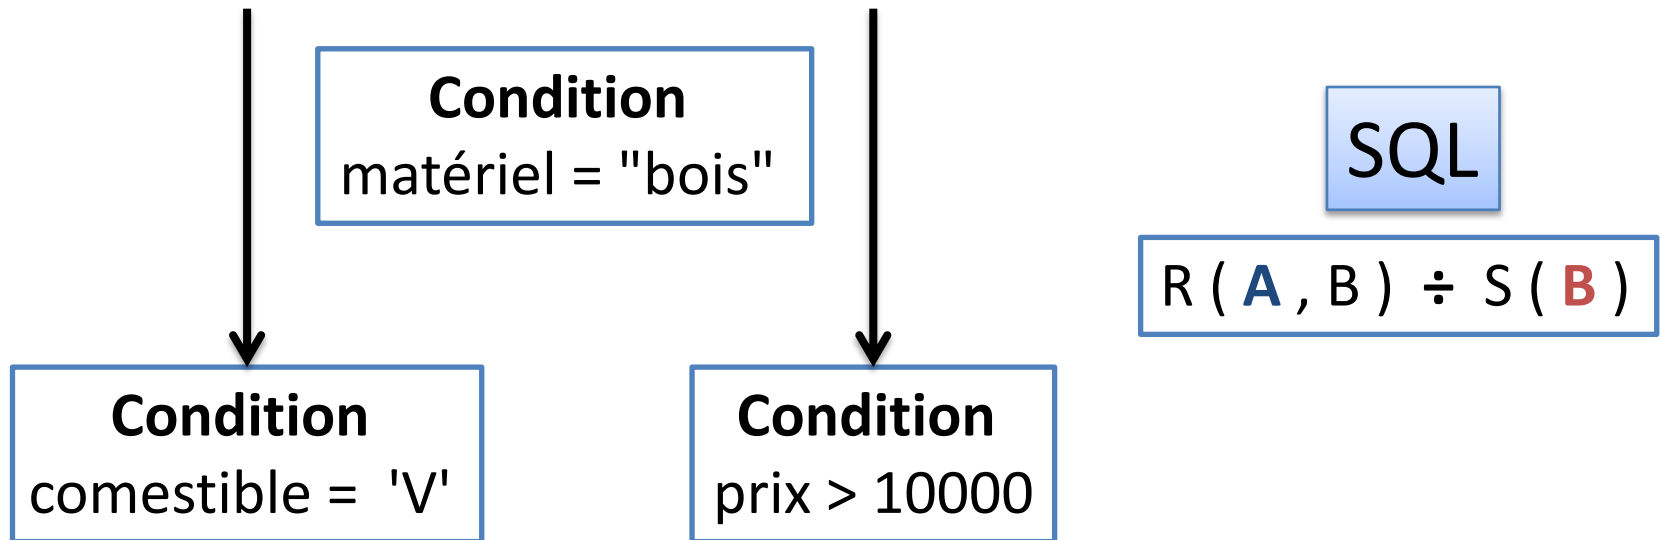 Condition
matériel = "bois"
SQL
R ( A , B ) ÷ S ( B )
Condition
comestible = 'V'
Condition
prix > 10000